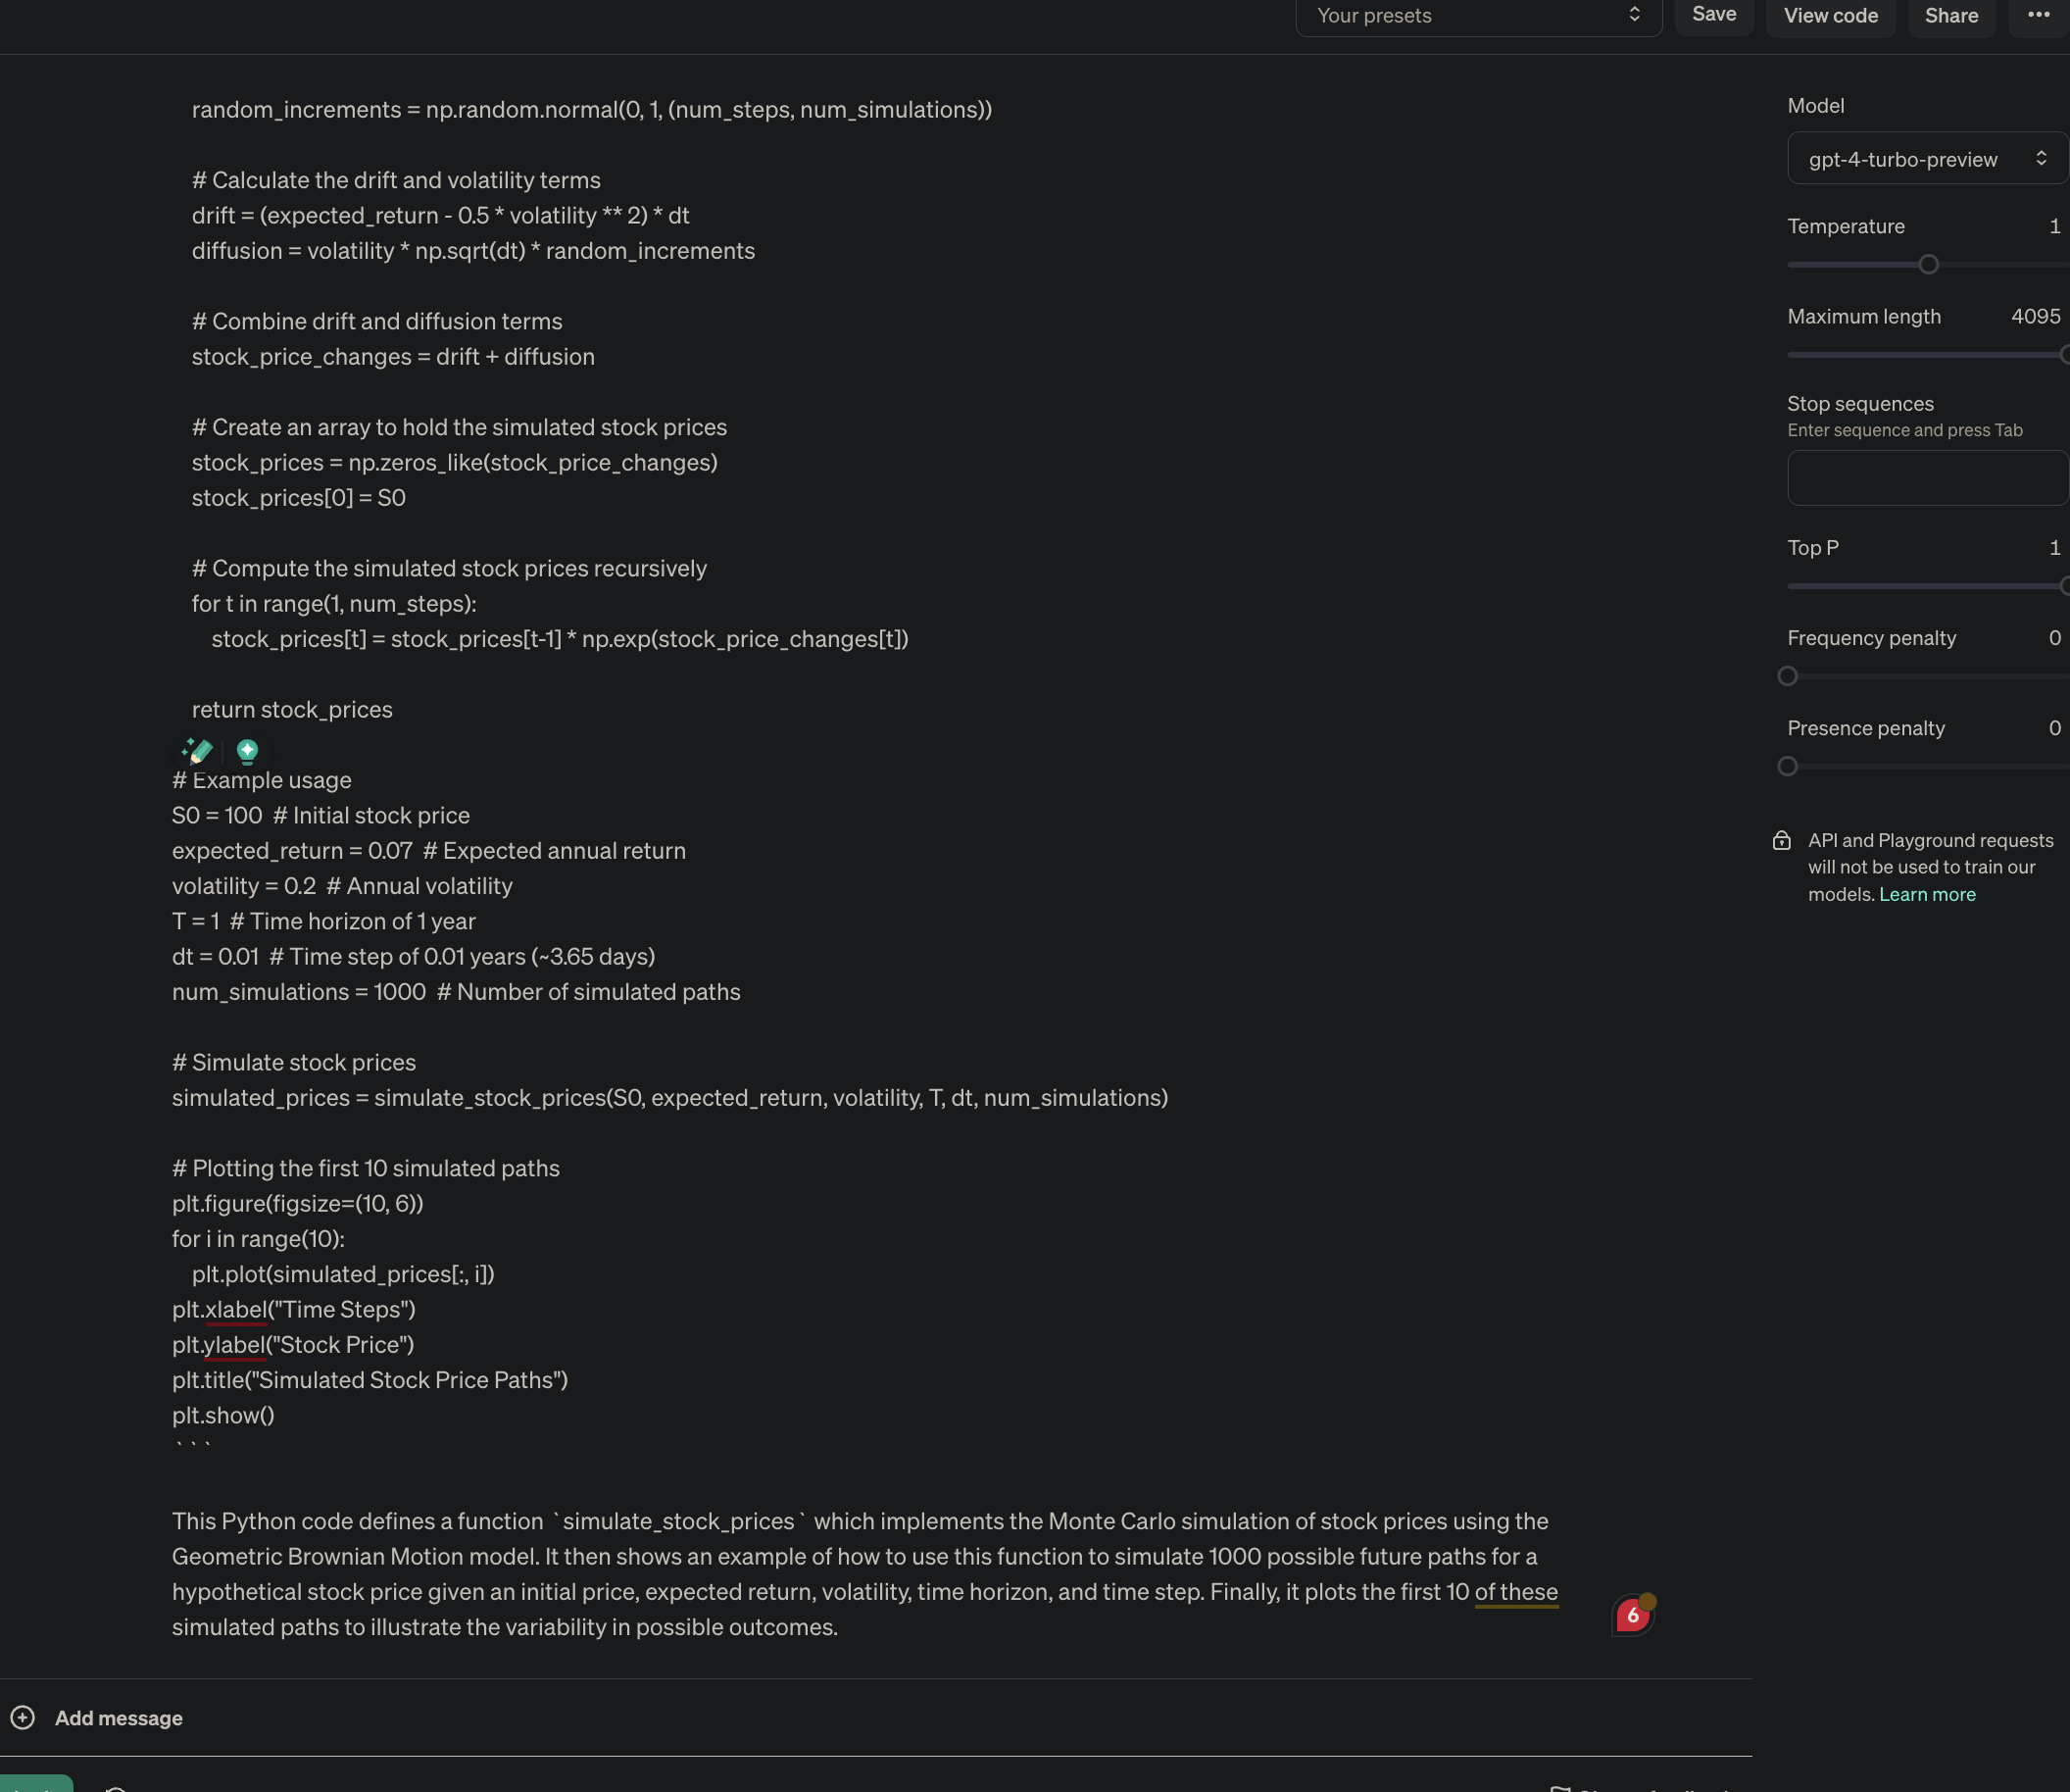 Your presets
Save
View code
Share
random_increments = np.random.normal(0, 1, (num_steps, num_simulations))
# Calculate the drift and volatility terms
drift = (expected_return - 0.5 * volatility ** 2) * dt
diffusion = volatility * np.sqrt(dt) * random_increments
# Combine drift and diffusion terms
stock_price_changes = drift + diffusion
# Create an array to hold the simulated stock prices
stock_prices = np.zeros_like(stock_price_changes)
stock_prices[0] = S0
# Compute the simulated stock prices recursively
for t in range(1, num_steps):
stock_prices[t] = stock_prices[t-1] * np.exp(stock_price_changes[t])
return stock_prices
# Example usage
S0 = 100 # Initial stock price
expected_return = 0.07 # Expected annual return
volatility = 0.2 # Annual volatility
T = 1 # Time horizon of 1 year
dt = 0.01 # Time step of 0.01 years (~3.65 days)
num_simulations = 1000 # Number of simulated paths
# Simulate stock prices
simulated_prices = simulate_stock_prices(S0, expected_return, volatility, T, dt, num_simulations)
# Plotting the first 10 simulated paths
plt.figure(figsize=(10, 6))
for i in range(10):
plt.plot(simulated_prices[:, i])
plt.xlabel("Time Steps")
plt.ylabel("Stock Price")
plt.title("Simulated Stock Price Paths")
plt.show()
```
This Python code defines a function `simulate_stock_prices` which implements the Monte Carlo simulation of stock prices using the
Geometric Brownian Motion model. It then shows an example of how to use this function to simulate 1000 possible future paths for a
hypothetical stock price given an initial price, expected return, volatility, time horizon, and time step. Finally, it plots the first 10 of these
simulated paths to illustrate the variability in possible outcomes.
6
Add message
Model
gpt-4-turbo-preview
Temperature 1
Maximum length 4095
Stop sequences
Enter sequence and press Tab
Top P 1
Frequency penalty 0
Presence penalty 0
API and Playground requests
will not be used to train our
models. Learn more